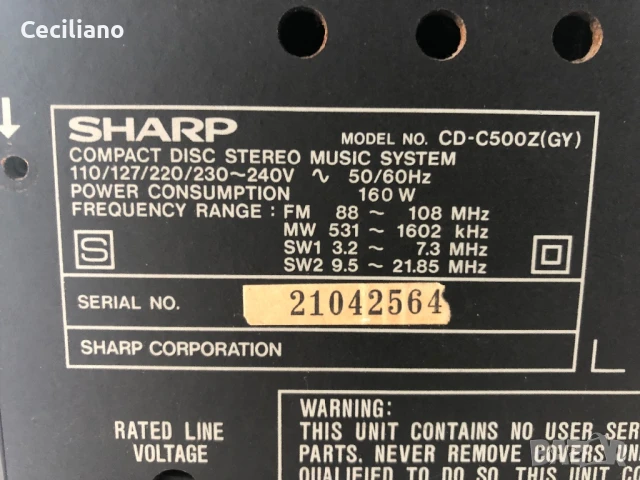 Ceciliano
SHARP MODEL NO. CD-C500Z(GY)
COMPACT DISC STEREO MUSIC SYSTEM
110/127/220/230~240V ∿ 50/60Hz
POWER CONSUMPTION 160 W
FREQUENCY RANGE : FM 88 ~ 108 MHz
MW 531 ~ 1602 kHz
SW1 3.2 ~ 7.3 MHz
SW2 9.5 ~ 21.85 MHz
S
SERIAL NO. 21042564
SHARP CORPORATION
L
RATED LINE
VOLTAGE
WARNING:
THIS UNIT CONTAINS NO USER SER
PARTS. NEVER REMOVE COVERS UN
QUALIFIED TO DO SO. THIS UNIT CO